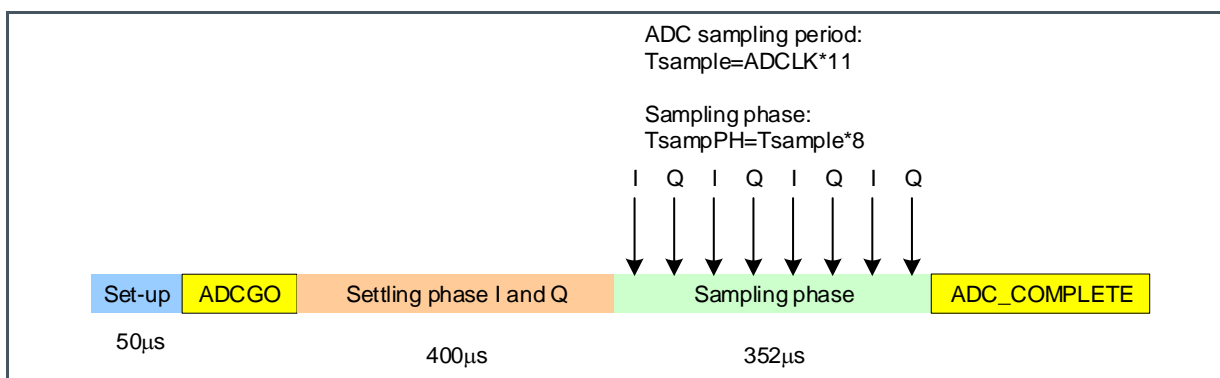 ADC sampling period:
Tsample=ADCLK*11
Sampling phase:
TsampPH=Tsample*8
I Q I Q I Q I Q
Set-up ADCGO Settling phase I and Q Sampling phase ADC_COMPLETE
50µs 400µs 352µs